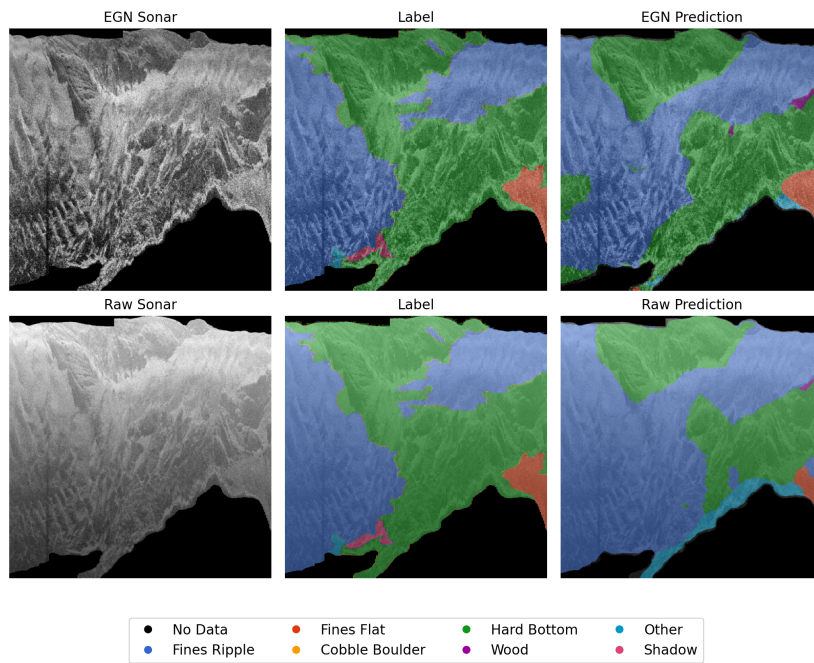 EGN Sonar Label EGN Prediction
Raw Sonar Label Raw Prediction
No Data Fines Flat Hard Bottom Other
Fines Ripple Cobble Boulder Wood Shadow